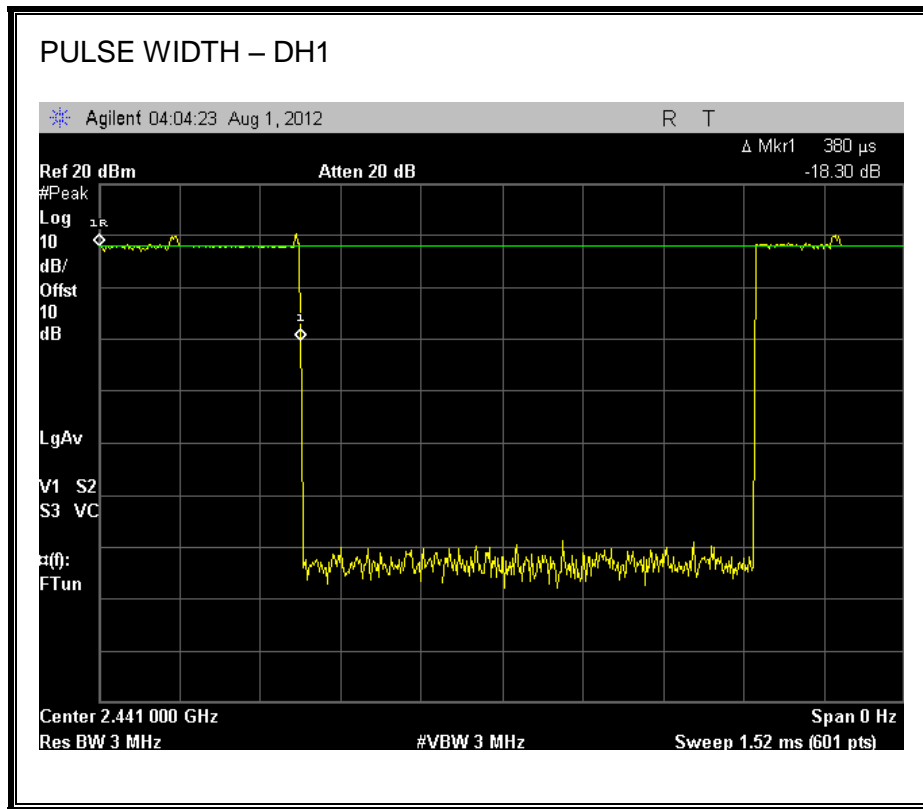 PULSE WIDTH – DH1
Agilent 04:04:23 Aug 1, 2012 R T
Δ Mkr1 380 µs
Ref 20 dBm Atten 20 dB -18.30 dB
#Peak
Log
1R
10
dB/
Offst
10
1
dB
LgAv
V1 S2
S3 VC
¤(f):
FTun
Center 2.441 000 GHz Span 0 Hz
Res BW 3 MHz #VBW 3 MHz Sweep 1.52 ms (601 pts)